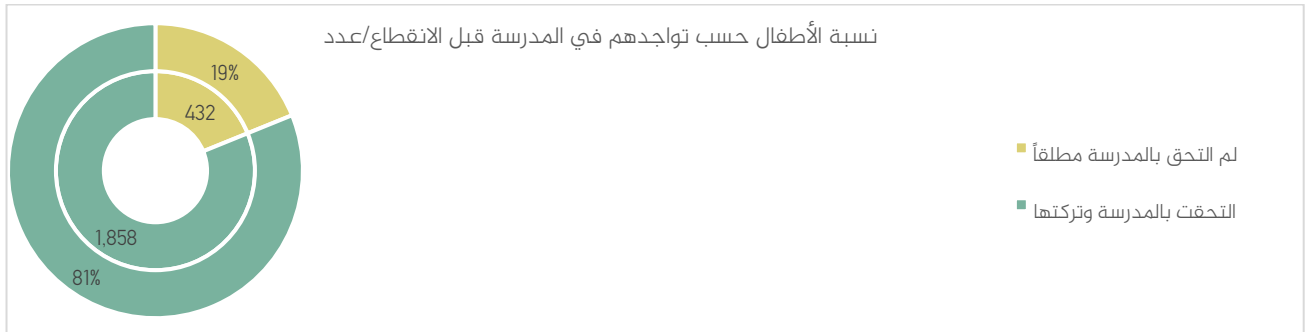 نسبة الأطفال حسب تواجدهم في المدرسة قبل الانقطاع/عدد
19%
432
1,858
81%
لم التحق بالمدرسة مطلقاً
التحقت بالمدرسة وتركتها